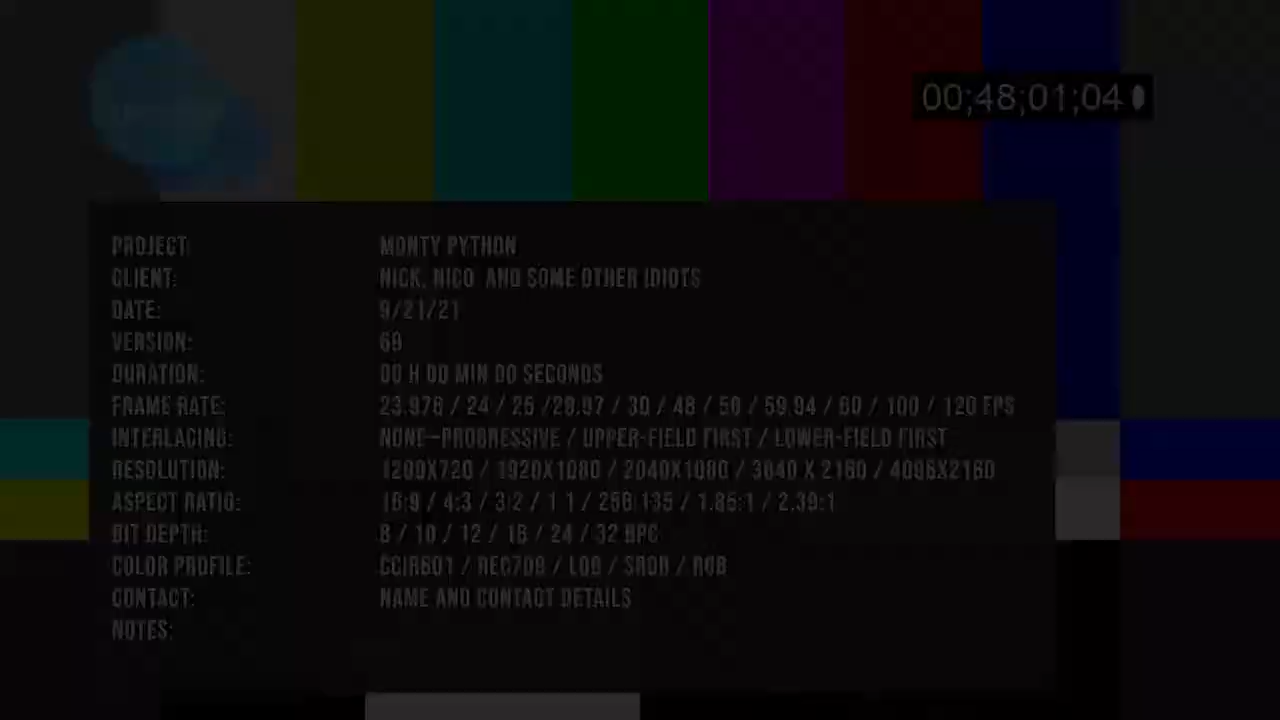 00;48;01;04
PROJECT: MONTY PYTHON
CLIENT: NICK, NICO AND SOME OTHER IDIOTS
DATE: 9/21/21
VERSION: 69
DURATION: 00 H 00 MIN 00 SECONDS
FRAME RATE: 23.976 / 24 / 25 /29.97 / 30 / 48 / 50 / 59.94 / 60 / 100 / 120 FPS
INTERLACING: NONE–PROGRESSIVE / UPPER-FIELD FIRST / LOWER-FIELD FIRST
RESOLUTION: 1200X720 / 1920X1080 / 2040X1080 / 3840 X 2160 / 4096X2160
ASPECT RATIO: 16:9 / 4:3 / 3:2 / 1:1 / 256:135 / 1.85:1 / 2.39:1
BIT DEPTH: 8 / 10 / 12 / 16 / 24 / 32 BPC
COLOR PROFILE: CCIR601 / REC709 / LOG / SRGB / RGB
CONTACT: NAME AND CONTACT DETAILS
NOTES: